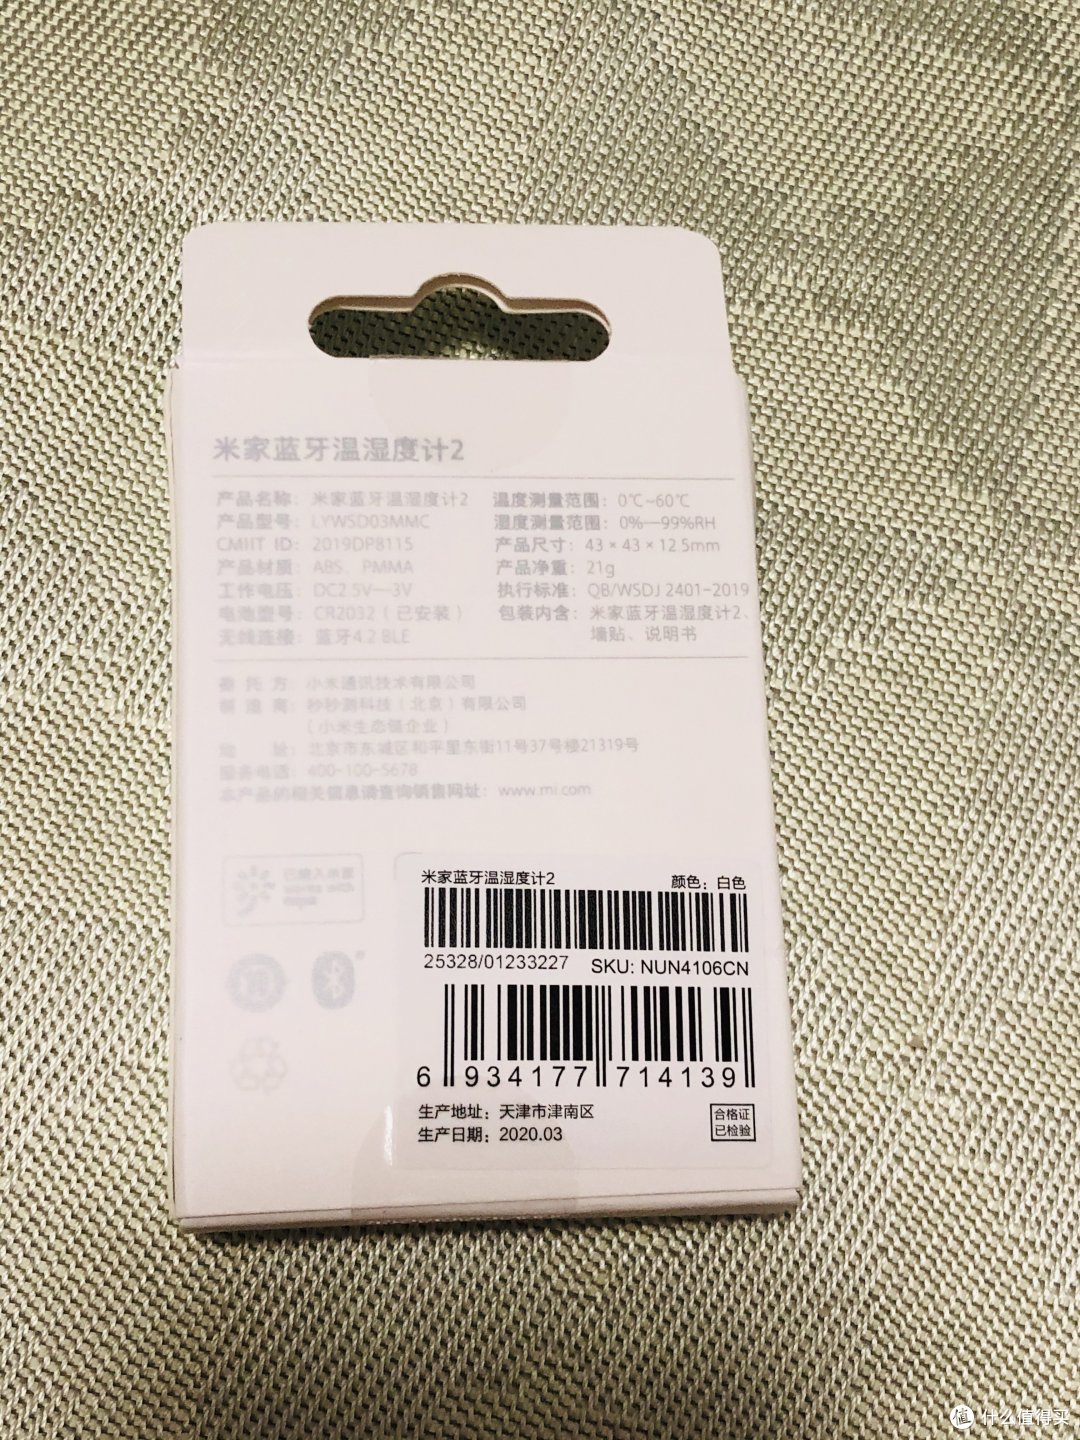 米家蓝牙温湿度计2
产品名称：米家蓝牙温湿度计2
产品型号：LYWSD03MMC
CMIIT ID：2019DP8115
产品材质：ABS、PMMA
工作电压：DC2.5V—3V
电池型号：CR2032（已安装）
无线连接：蓝牙4.2 BLE
温度测量范围：0℃~60℃
湿度测量范围：0%—99%RH
产品尺寸：43×43×12.5mm
产品净重：21g
执行标准：QB/WSDJ 2401-2019
包装内含：米家蓝牙温湿度计2、
墙贴、说明书
委 托 方：小米通讯技术有限公司
制 造 商：秒秒测科技（北京）有限公司
（小米生态链企业）
地 址：北京市东城区和平里东街11号37号楼21319号
服务电话：400-100-5678
本产品的相关信息请查询销售网址：www.mi.com
已接入米家
米家蓝牙温湿度计2
颜色：白色
25328/01233227
SKU: NUN4106CN
6 934177 714139
生产地址：天津市津南区
生产日期：2020.03
合格证
已检验
值 什么值得买